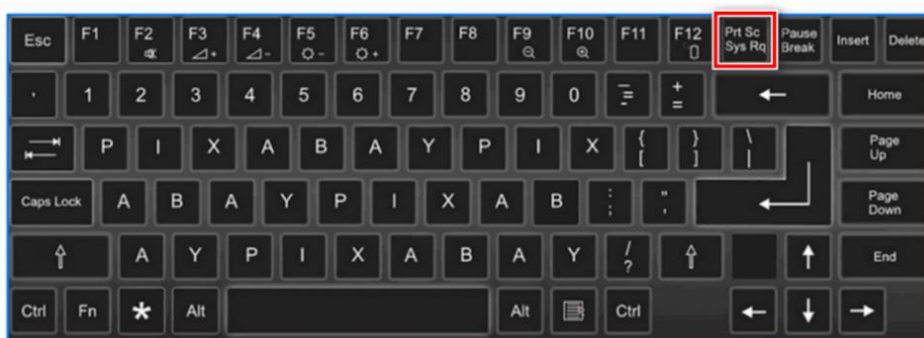 Esc F1 F2 F3 F4 F5 F6 F7 F8 F9 F10 F11 F12 Prt Sc Sys Rq Pause Break Insert Delete
' 1 2 3 4 5 6 7 8 9 0 - = + = Home
P I X A B A Y P I X { [ } ] \ | Page Up
Caps Lock A B A Y P I X A B : ; " , Page Down
A Y P I X A B A Y / ? End
Ctrl Fn * Alt Alt Ctrl